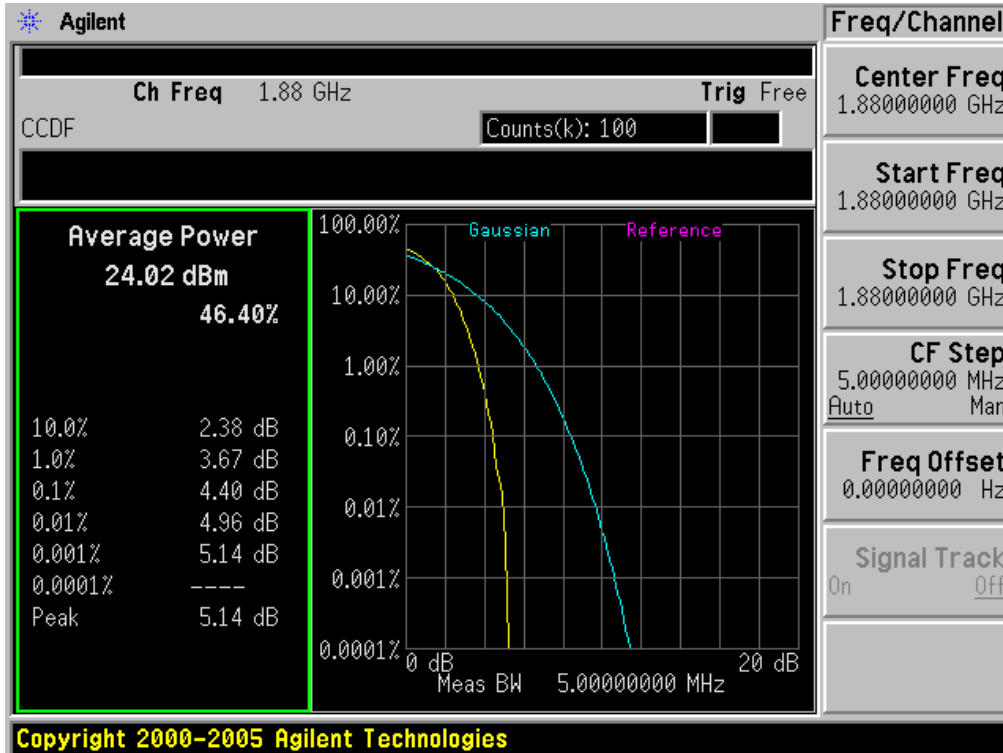 Agilent
Freq/Channel
Ch Freq 1.88 GHz
Trig Free
CCDF
Counts(k): 100
Center Freq
1.88000000 GHz
Start Freq
1.88000000 GHz
Stop Freq
1.88000000 GHz
CF Step
5.00000000 MHz
Auto Man
Freq Offset
0.00000000 Hz
Signal Track
On Off
Average Power
24.02 dBm
46.40%
10.0% 2.38 dB
1.0% 3.67 dB
0.1% 4.40 dB
0.01% 4.96 dB
0.001% 5.14 dB
0.0001% ----
Peak 5.14 dB
Gaussian Reference
100.00%
10.00%
1.00%
0.10%
0.01%
0.001%
0.0001%
0 dB 20 dB
Meas BW 5.00000000 MHz
Copyright 2000-2005 Agilent Technologies